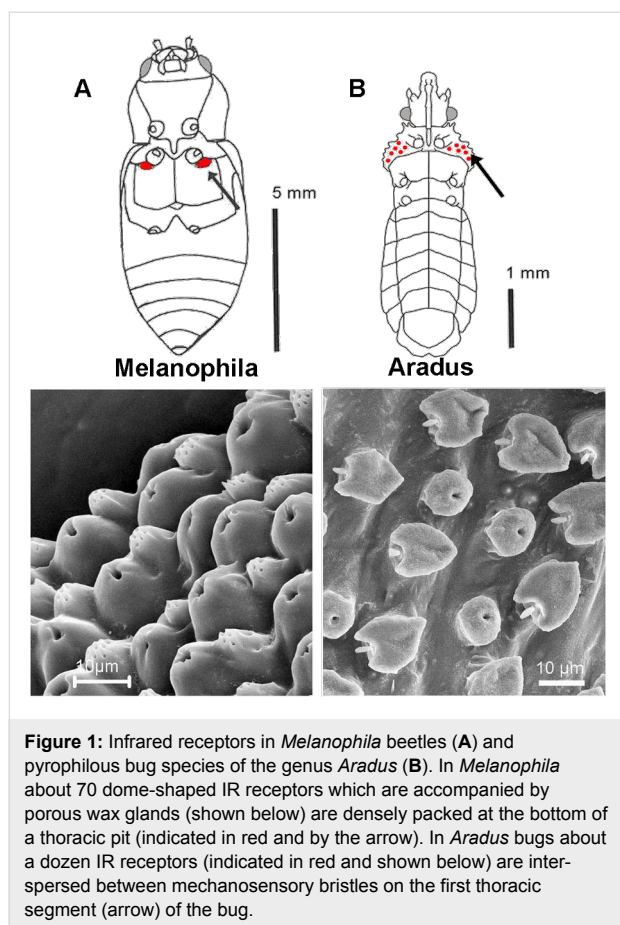 A
B
5 mm
1 mm
Melanophila
Aradus
10µm
10 µm
Figure 1: Infrared receptors in Melanophila beetles (A) and
pyrophilous bug species of the genus Aradus (B). In Melanophila
about 70 dome-shaped IR receptors which are accompanied by
porous wax glands (shown below) are densely packed at the bottom of
a thoracic pit (indicated in red and by the arrow). In Aradus bugs about
a dozen IR receptors (indicated in red and shown below) are inter-
spersed between mechanosensory bristles on the first thoracic
segment (arrow) of the bug.